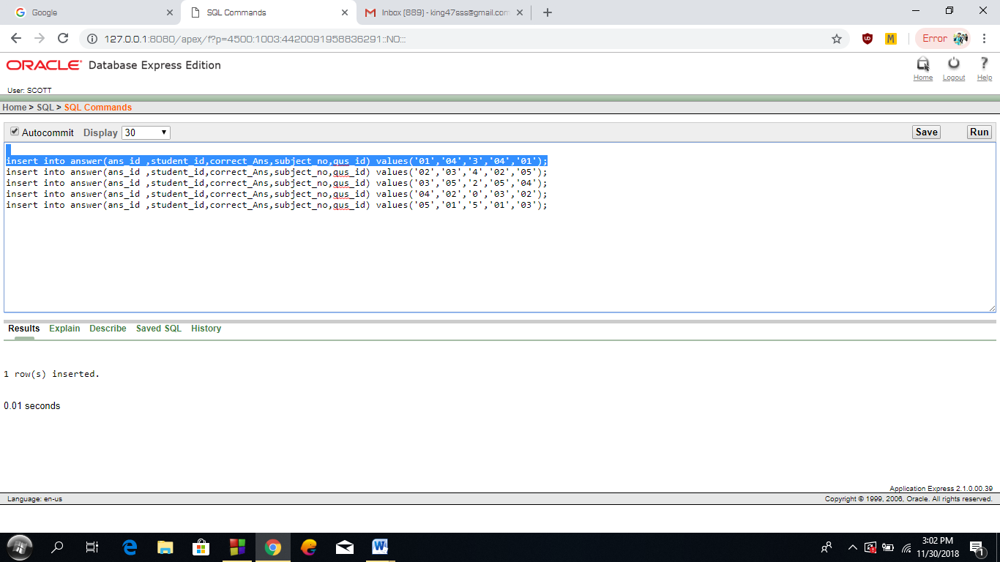 Google
SQL Commands
Inbox (889) - king47sss@gmail.com
127.0.0.1:8080/apex/f?p=4500:1003:4420091958836291::NO:::
Error
ORACLE Database Express Edition
Home Logout Help
User: SCOTT
Home > SQL > SQL Commands
Autocommit Display 30 Save Run
insert into answer(ans_id ,student_id,correct_Ans,subject_no,qus_id) values('01','04','3','04','01');
insert into answer(ans_id ,student_id,correct_Ans,subject_no,qus_id) values('02','03','4','02','05');
insert into answer(ans_id ,student_id,correct_Ans,subject_no,qus_id) values('03','05','2','05','04');
insert into answer(ans_id ,student_id,correct_Ans,subject_no,qus_id) values('04','02','0','03','02');
insert into answer(ans_id ,student_id,correct_Ans,subject_no,qus_id) values('05','01','5','01','03');
Results Explain Describe Saved SQL History
1 row(s) inserted.
0.01 seconds
Application Express 2.1.0.00.39
Language: en-us
Copyright © 1999, 2006, Oracle. All rights reserved.
3:02 PM
11/30/2018
1